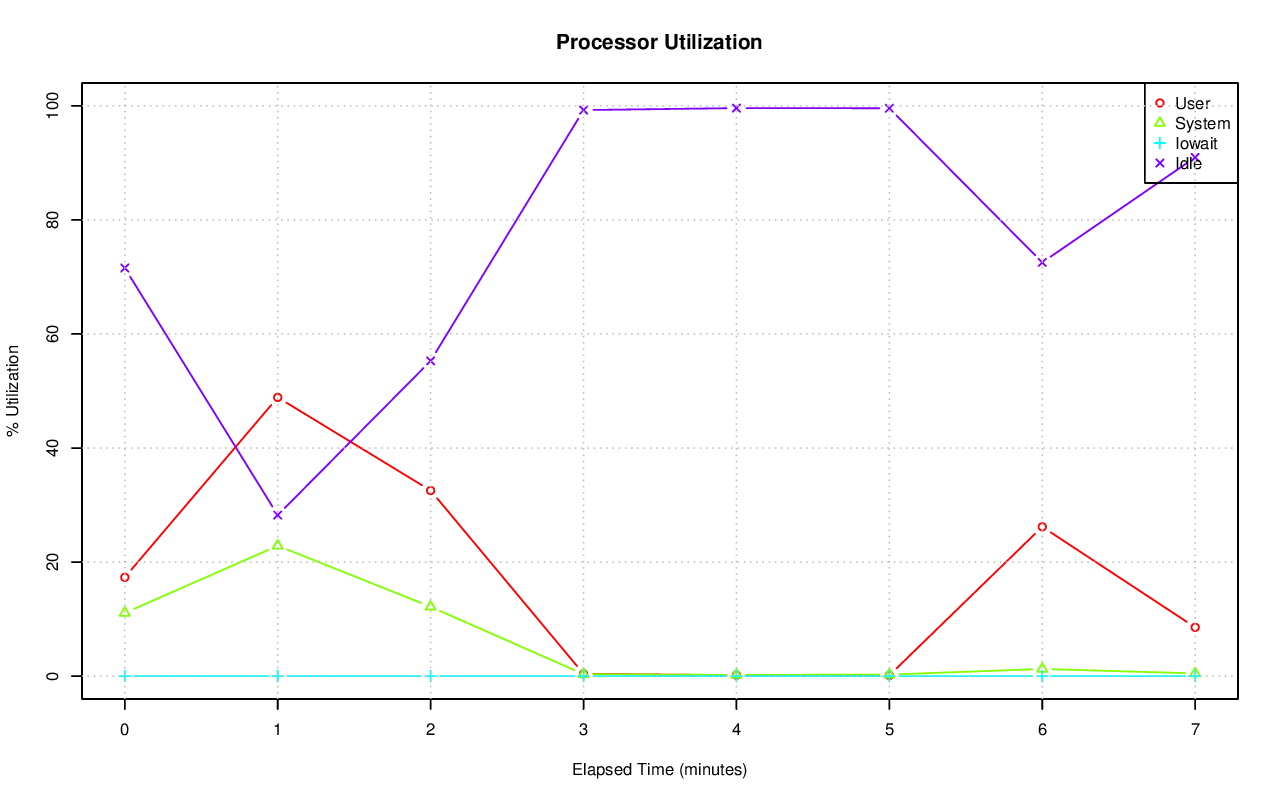 Processor Utilization
% Utilization
100
80
60
40
20
0
User
System
Iowait
Idle
0 1 2 3 4 5 6 7
Elapsed Time (minutes)